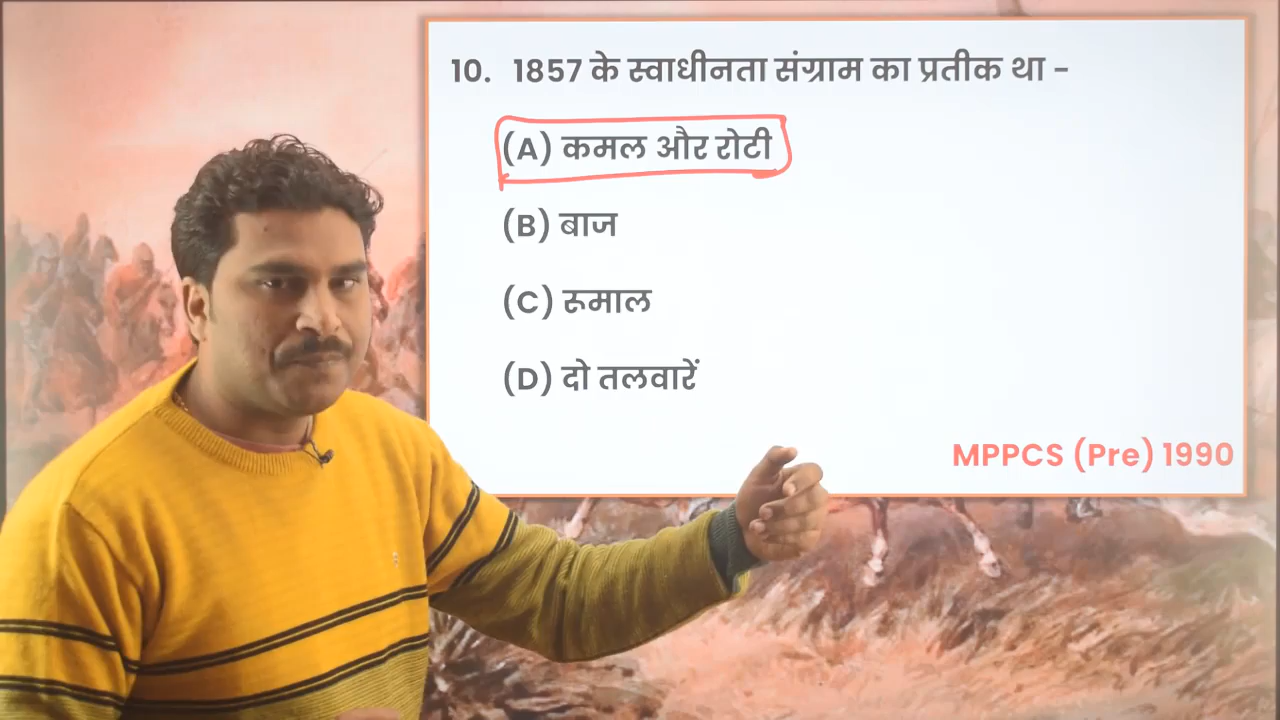 10. 1857 के स्वाधीनता संग्राम का प्रतीक था -
(A) कमल और रोटी
(B) बाज
(C) रूमाल
(D) दो तलवारें
MPPCS (Pre) 1990